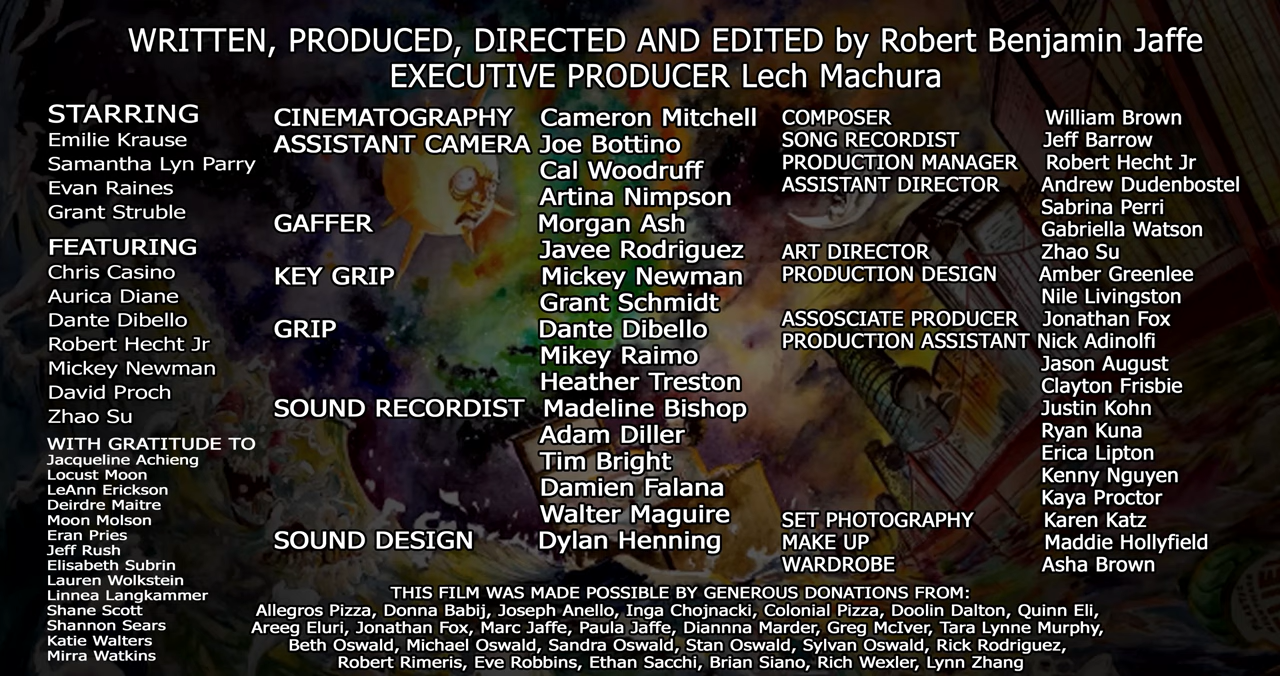 WRITTEN, PRODUCED, DIRECTED AND EDITED by Robert Benjamin Jaffe
EXECUTIVE PRODUCER Lech Machura
STARRING
Emilie Krause
Samantha Lyn Parry
Evan Raines
Grant Struble
FEATURING
Chris Casino
Aurica Diane
Dante Dibello
Robert Hecht Jr
Mickey Newman
David Proch
Zhao Su
WITH GRATITUDE TO
Jacqueline Achieng
Locust Moon
LeAnn Erickson
Deirdre Maitre
Moon Molson
Eran Pries
Jeff Rush
Elisabeth Subrin
Lauren Wolkstein
Linnea Langkammer
Shane Scott
Shannon Sears
Katie Walters
Mirra Watkins
CINEMATOGRAPHY Cameron Mitchell
ASSISTANT CAMERA Joe Bottino
Cal Woodruff
Artina Nimpson
GAFFER Morgan Ash
Javee Rodriguez
KEY GRIP Mickey Newman
Grant Schmidt
GRIP Dante Dibello
Mikey Raimo
Heather Treston
SOUND RECORDIST Madeline Bishop
Adam Diller
Tim Bright
Damien Falana
Walter Maguire
SOUND DESIGN Dylan Henning
COMPOSER William Brown
SONG RECORDIST Jeff Barrow
PRODUCTION MANAGER Robert Hecht Jr
ASSISTANT DIRECTOR Andrew Dudenbostel
Sabrina Perri
Gabriella Watson
ART DIRECTOR Zhao Su
PRODUCTION DESIGN Amber Greenlee
Nile Livingston
ASSOSCIATE PRODUCER Jonathan Fox
PRODUCTION ASSISTANT Nick Adinolfi
Jason August
Clayton Frisbie
Justin Kohn
Ryan Kuna
Erica Lipton
Kenny Nguyen
Kaya Proctor
SET PHOTOGRAPHY Karen Katz
MAKE UP Maddie Hollyfield
WARDROBE Asha Brown
THIS FILM WAS MADE POSSIBLE BY GENEROUS DONATIONS FROM:
Allegros Pizza, Donna Babij, Joseph Anello, Inga Chojnacki, Colonial Pizza, Doolin Dalton, Quinn Eli,
Areeg Eluri, Jonathan Fox, Marc Jaffe, Paula Jaffe, Diannna Marder, Greg McIver, Tara Lynne Murphy,
Beth Oswald, Michael Oswald, Sandra Oswald, Stan Oswald, Sylvan Oswald, Rick Rodriguez,
Robert Rimeris, Eve Robbins, Ethan Sacchi, Brian Siano, Rich Wexler, Lynn Zhang